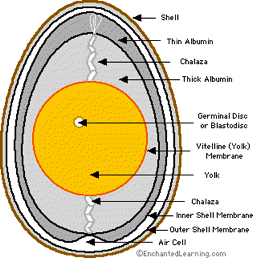 Shell
Thin Albumin
Chalaza
Thick Albumin
Germinal Disc
or Blastodisc
Vitelline (Yolk)
Membrane
Yolk
Chalaza
Inner Shell Membrane
Outer Shell Membrane
Air Cell
©EnchantedLearning.com